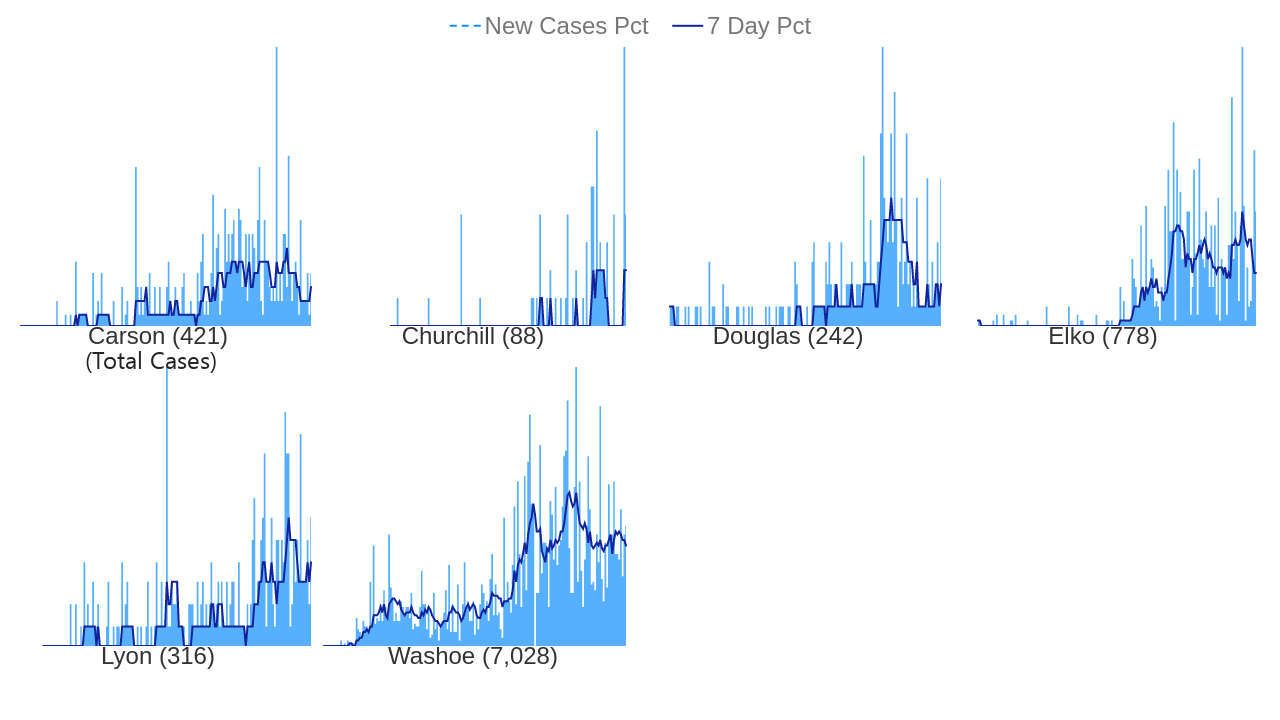 New Cases Pct 7 Day Pct
Carson (421)
(Total Cases)
Churchill (88)
Douglas (242)
Elko (778)
Lyon (316)
Washoe (7,028)